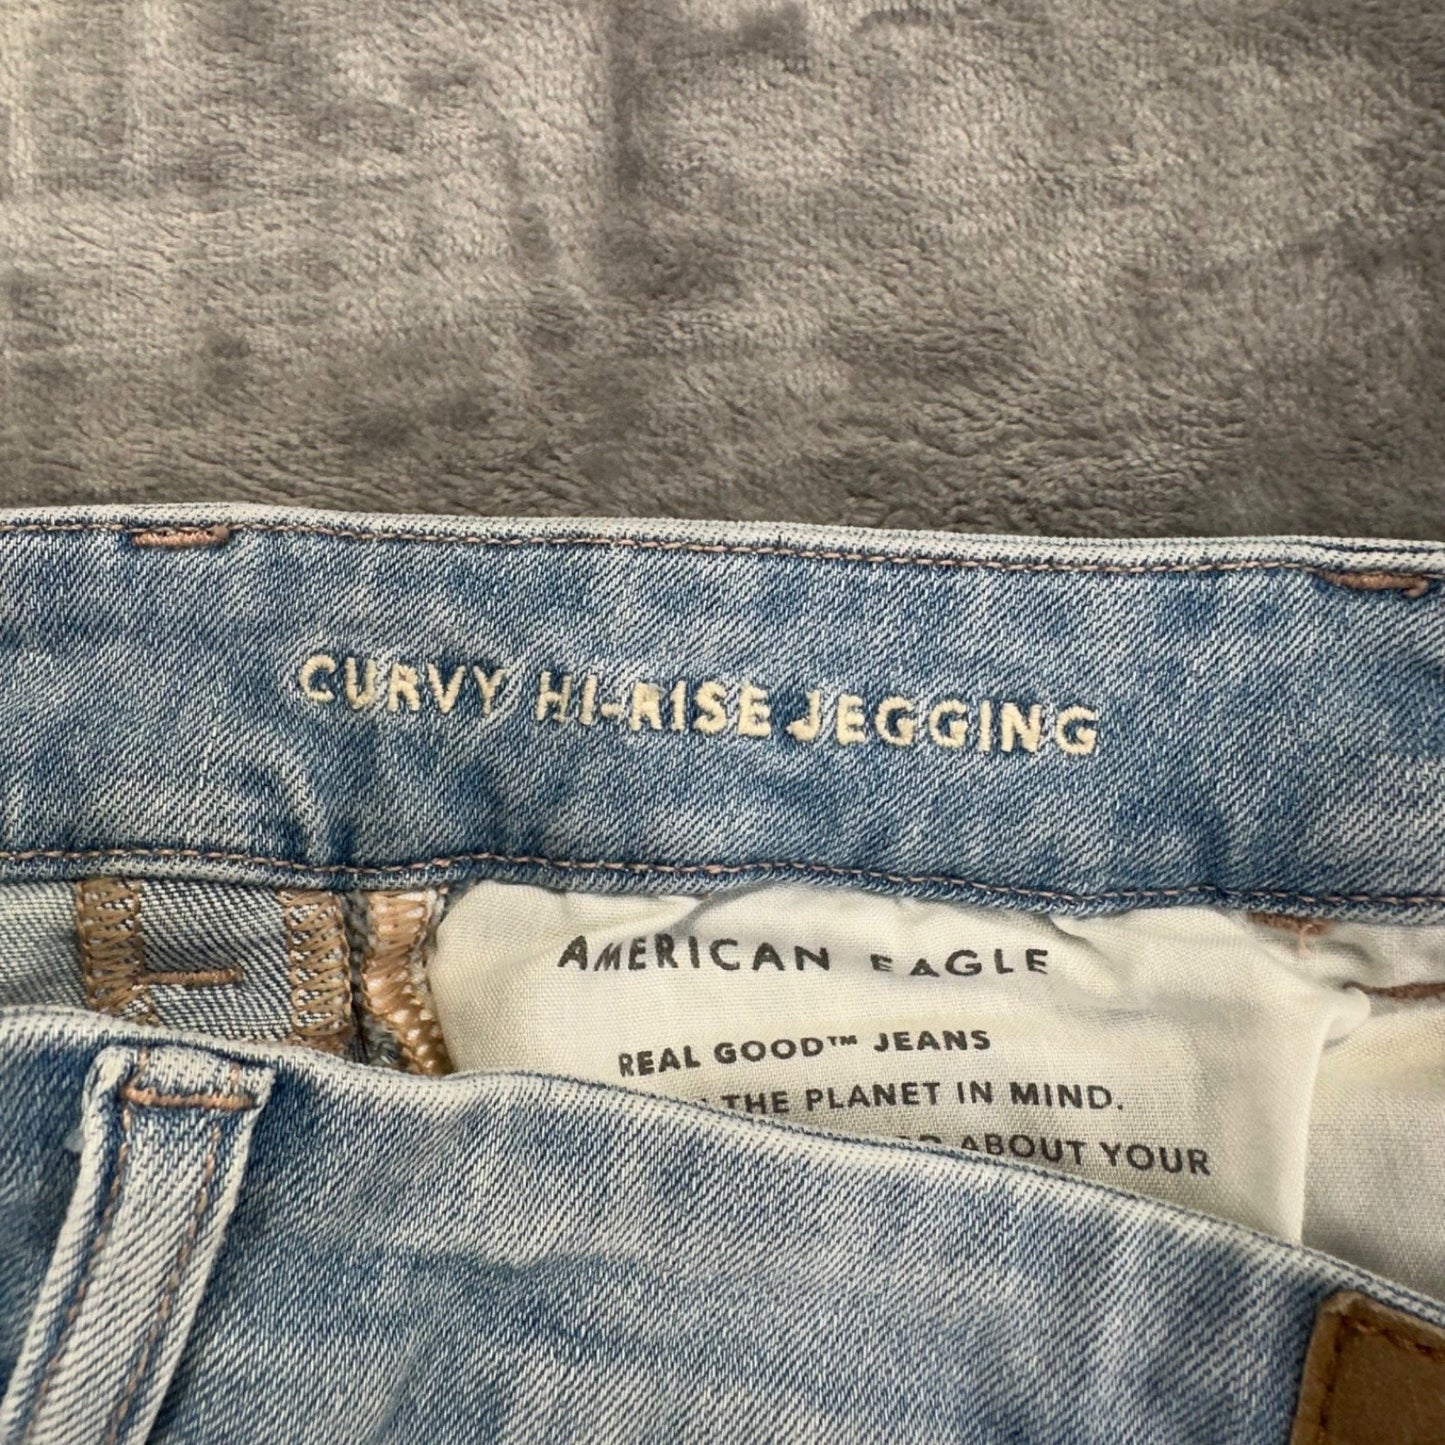 CURVY HI-RISE JEGGING
AMERICAN EAGLE
REAL GOOD™ JEANS
THE PLANET IN MIND.
ABOUT YOUR